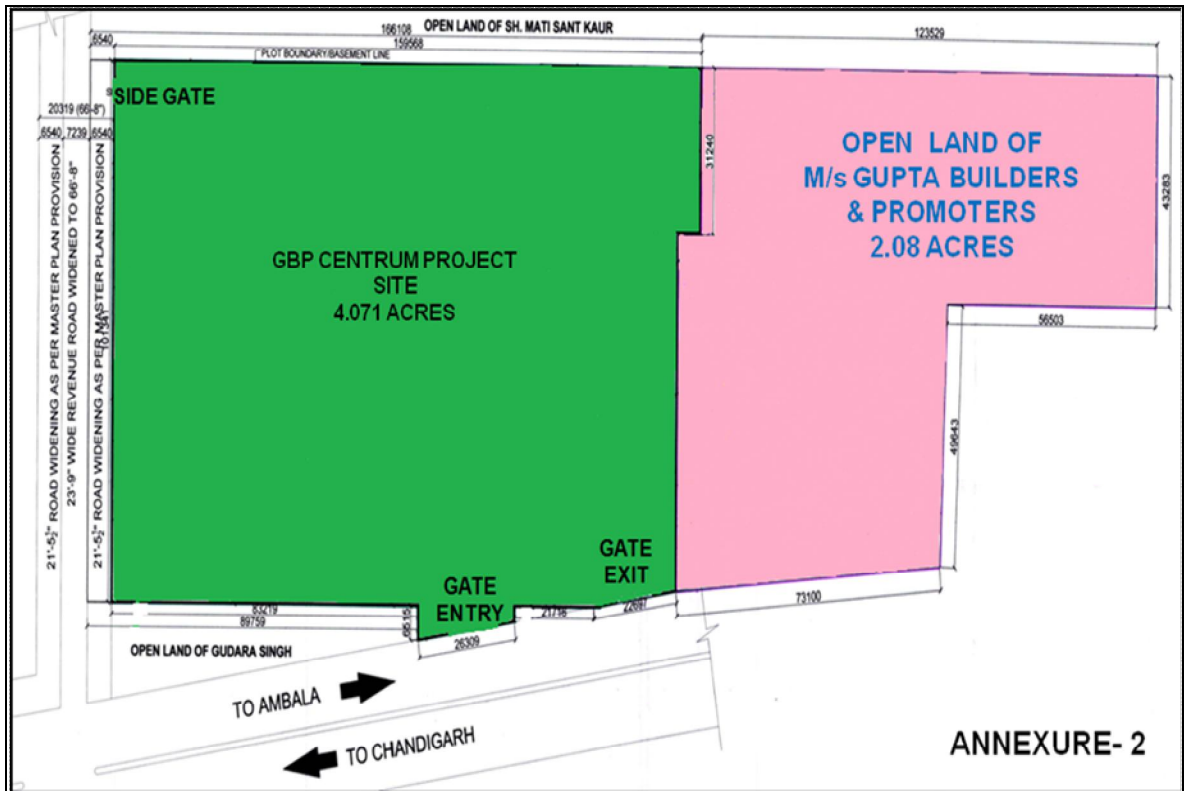 OPEN LAND OF SH. MATI SANT KAUR
166108
6540
159568
123529
PLOT BOUNDARY/BASEMENT LINE
SIDE GATE
20319 (66'-8")
6540 7239 6540
31240
43283
OPEN LAND OF
M/s GUPTA BUILDERS
& PROMOTERS
2.08 ACRES
GBP CENTRUM PROJECT
SITE
4.071 ACRES
21'-5½" ROAD WIDENING AS PER MASTER PLAN PROVISION
23'-9" WIDE REVENUE ROAD WIDENED TO 66'-8"
21'-5½" ROAD WIDENING AS PER MASTER PLAN PROVISION
56503
49643
GATE
EXIT
GATE
ENTRY
83219
89759
21716
22697
26309
73100
OPEN LAND OF GUDARA SINGH
TO AMBALA
TO CHANDIGARH
ANNEXURE- 2